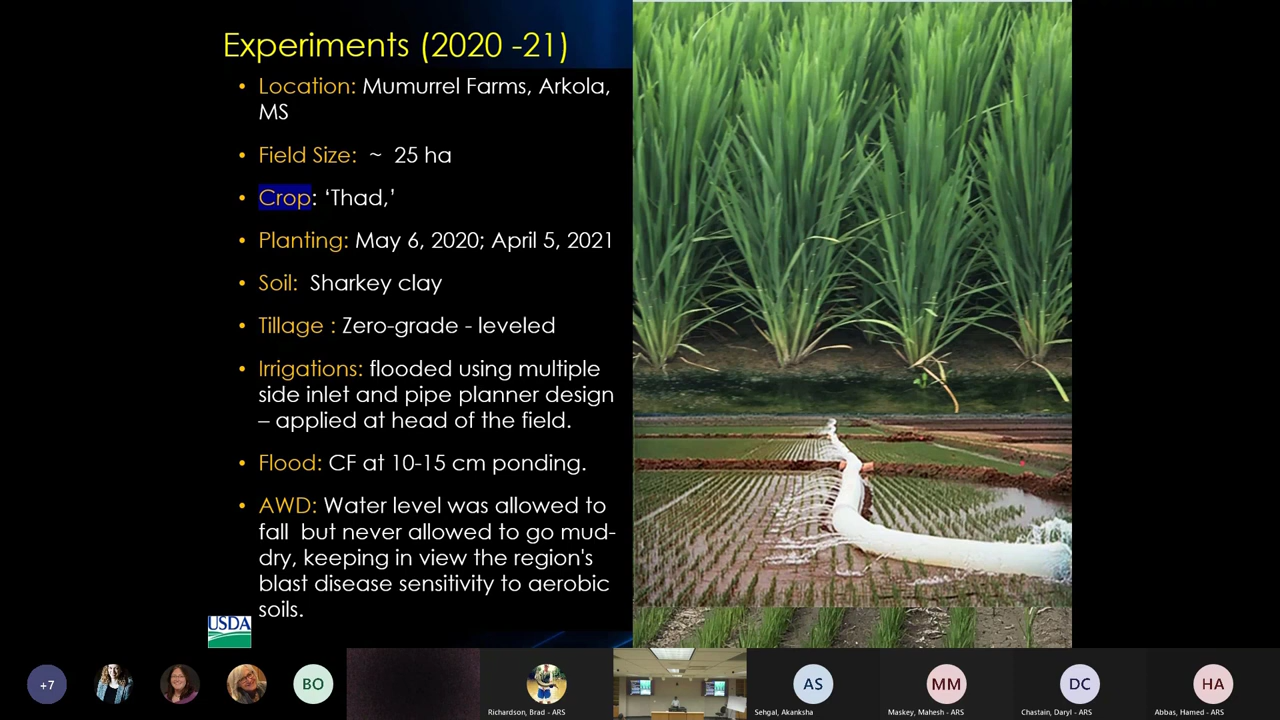 Experiments (2020 -21)
• Location: Mumurrel Farms, Arkola,
MS
• Field Size: ~ 25 ha
• Crop: ‘Thad,’
• Planting: May 6, 2020; April 5, 2021
• Soil: Sharkey clay
• Tillage : Zero-grade - leveled
• Irrigations: flooded using multiple
side inlet and pipe planner design
– applied at head of the field.
• Flood: CF at 10-15 cm ponding.
• AWD: Water level was allowed to
fall but never allowed to go mud-
dry, keeping in view the region's
blast disease sensitivity to aerobic
soils.
USDA
+7
BO
AS
MM
DC
HA
Richardson, Brad - ARS
Sehgal, Akanksha
Maskey, Mahesh - ARS
Chastain, Daryl - ARS
Abbas, Hamed - ARS